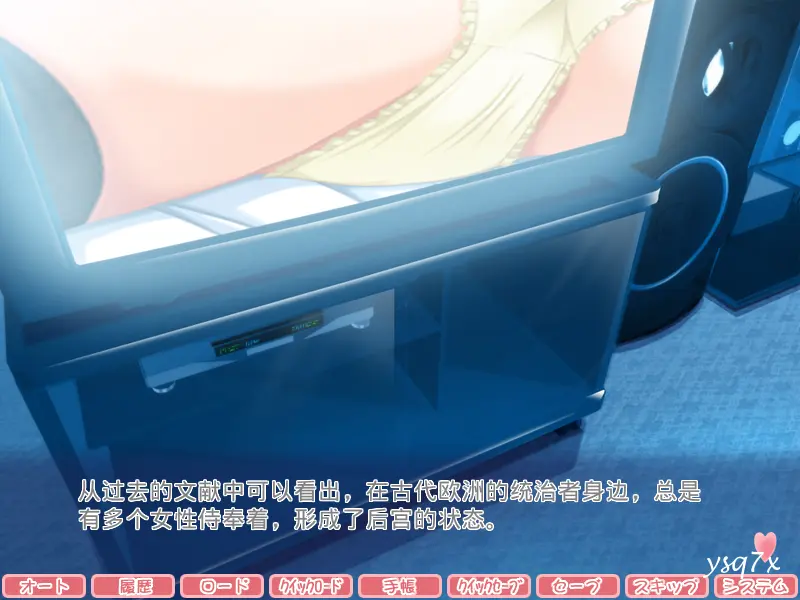 从过去的文献中可以看出，在古代欧洲的统治者身边，总是
有多个女性侍奉着，形成了后宫的状态。
ysq7x
オート 履歴 ロード クイックロード 手帳 クイックセーブ セーブ スキップ システム